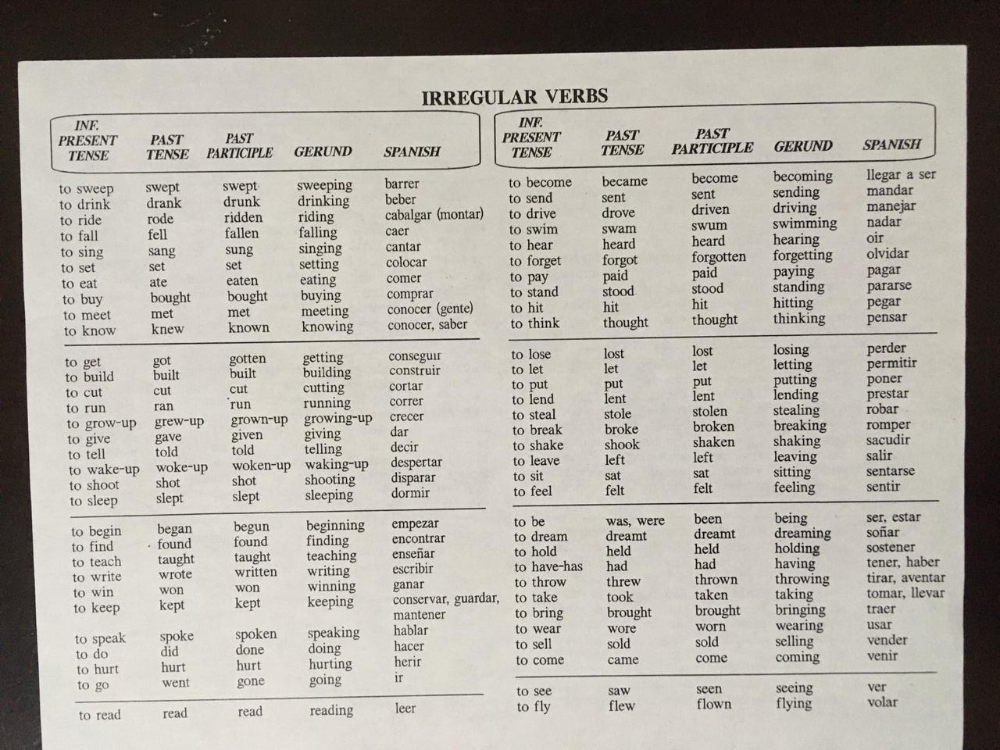 IRREGULAR VERBS
INF. PRESENT TENSE PAST TENSE PAST PARTICIPLE GERUND SPANISH
to sweep swept swept sweeping barrer
to drink drank drunk drinking beber
to ride rode ridden riding cabalgar (montar)
to fall fell fallen falling caer
to sing sang sung singing cantar
to set set set setting colocar
to eat ate eaten eating comer
to buy bought bought buying comprar
to meet met met meeting conocer (gente)
to know knew known knowing conocer, saber
to get got gotten getting conseguir
to build built built building construir
to cut cut cut cutting cortar
to run ran run running correr
to grow-up grew-up grown-up growing-up crecer
to give gave given giving dar
to tell told told telling decir
to wake-up woke-up woken-up waking-up despertar
to shoot shot shot shooting disparar
to sleep slept slept sleeping dormir
to begin began begun beginning empezar
to find found found finding encontrar
to teach taught taught teaching enseñar
to write wrote written writing escribir
to win won won winning ganar
to keep kept kept keeping conservar, guardar,
mantener
to speak spoke spoken speaking hablar
to do did done doing hacer
to hurt hurt hurt hurting herir
to go went gone going ir
to read read read reading leer
INF. PRESENT TENSE PAST TENSE PAST PARTICIPLE GERUND SPANISH
to become became become becoming llegar a ser
to send sent sent sending mandar
to drive drove driven driving manejar
to swim swam swum swimming nadar
to hear heard heard hearing oir
to forget forgot forgotten forgetting olvidar
to pay paid paid paying pagar
to stand stood stood standing pararse
to hit hit hit hitting pegar
to think thought thought thinking pensar
to lose lost lost losing perder
to let let let letting permitir
to put put put putting poner
to lend lent lent lending prestar
to steal stole stolen stealing robar
to break broke broken breaking romper
to shake shook shaken shaking sacudir
to leave left left leaving salir
to sit sat sat sitting sentarse
to feel felt felt feeling sentir
to be was, were been being ser, estar
to dream dreamt dreamt dreaming soñar
to hold held held holding sostener
to have-has had had having tener, haber
to throw threw thrown throwing tirar, aventar
to take took taken taking tomar, llevar
to bring brought brought bringing traer
to wear wore worn wearing usar
to sell sold sold selling vender
to come came come coming venir
to see saw seen seeing ver
to fly flew flown flying volar